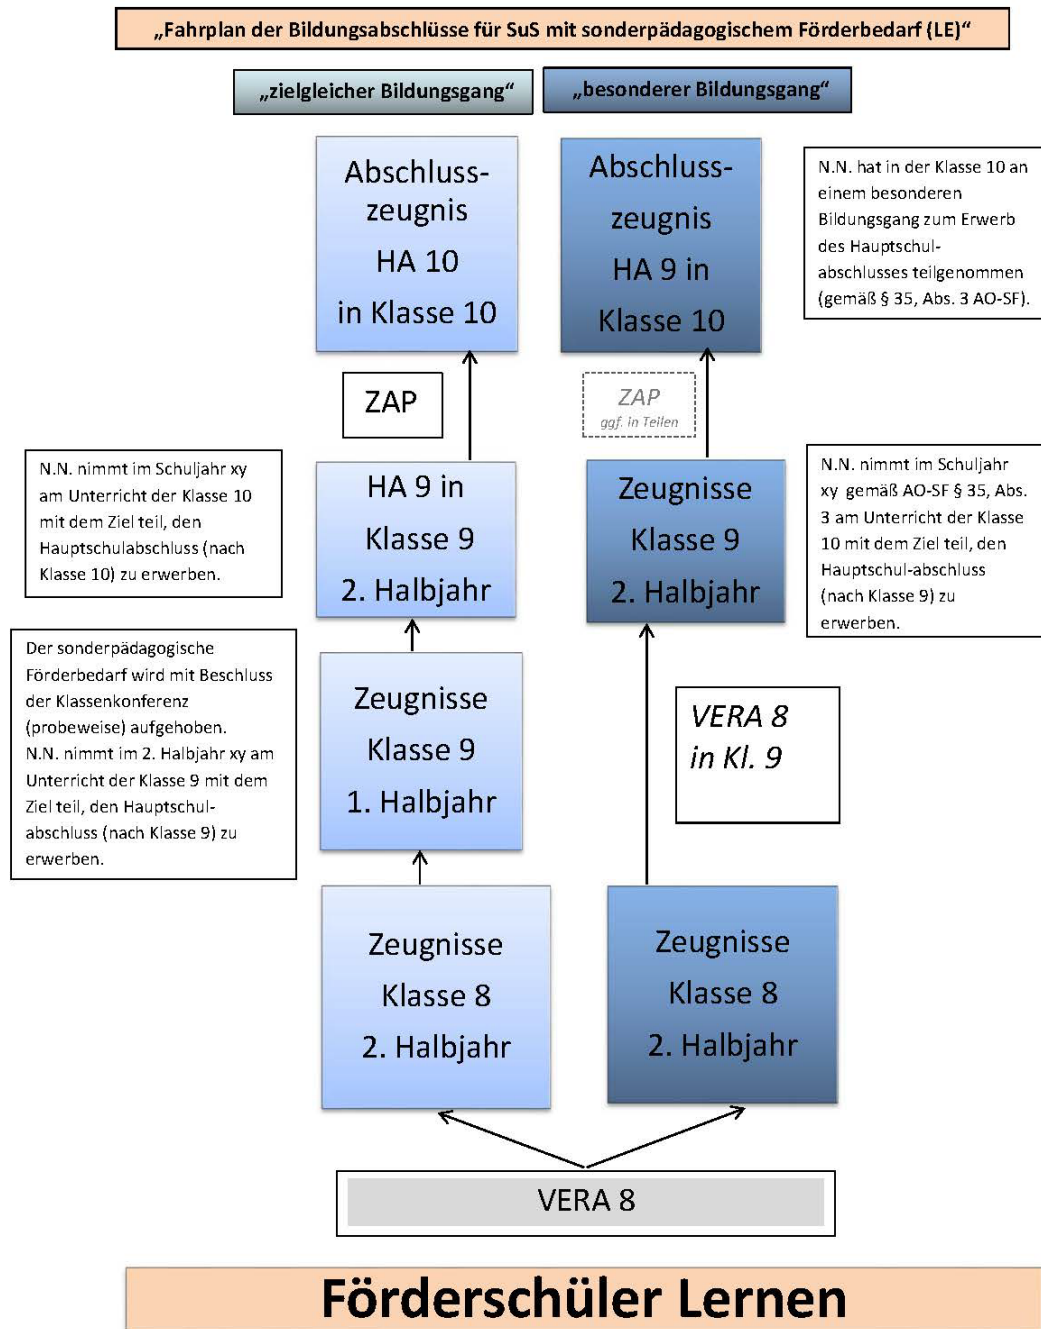 „Fahrplan der Bildungsabschlüsse für SuS mit sonderpädagogischem Förderbedarf (LE)“
„zielgleicher Bildungsgang“
„besonderer Bildungsgang“
Abschluss-
zeugnis
HA 10
in Klasse 10
Abschluss-
zeugnis
HA 9 in
Klasse 10
N.N. hat in der Klasse 10 an
einem besonderen
Bildungsgang zum Erwerb
des Hauptschul-
abschlusses teilgenommen
(gemäß § 35, Abs. 3 AO-SF).
ZAP
ZAP
ggf. in Teilen
N.N. nimmt im Schuljahr xy
am Unterricht der Klasse 10
mit dem Ziel teil, den
Hauptschulabschluss (nach
Klasse 10) zu erwerben.
HA 9 in
Klasse 9
2. Halbjahr
Zeugnisse
Klasse 9
2. Halbjahr
N.N. nimmt im Schuljahr
xy gemäß AO-SF § 35, Abs.
3 am Unterricht der Klasse
10 mit dem Ziel teil, den
Hauptschul-abschluss
(nach Klasse 9) zu
erwerben.
Der sonderpädagogische
Förderbedarf wird mit Beschluss
der Klassenkonferenz
(probeweise) aufgehoben.
N.N. nimmt im 2. Halbjahr xy am
Unterricht der Klasse 9 mit dem
Ziel teil, den Hauptschul-
abschluss (nach Klasse 9) zu
erwerben.
Zeugnisse
Klasse 9
1. Halbjahr
VERA 8
in Kl. 9
Zeugnisse
Klasse 8
2. Halbjahr
Zeugnisse
Klasse 8
2. Halbjahr
VERA 8
Förderschüler Lernen